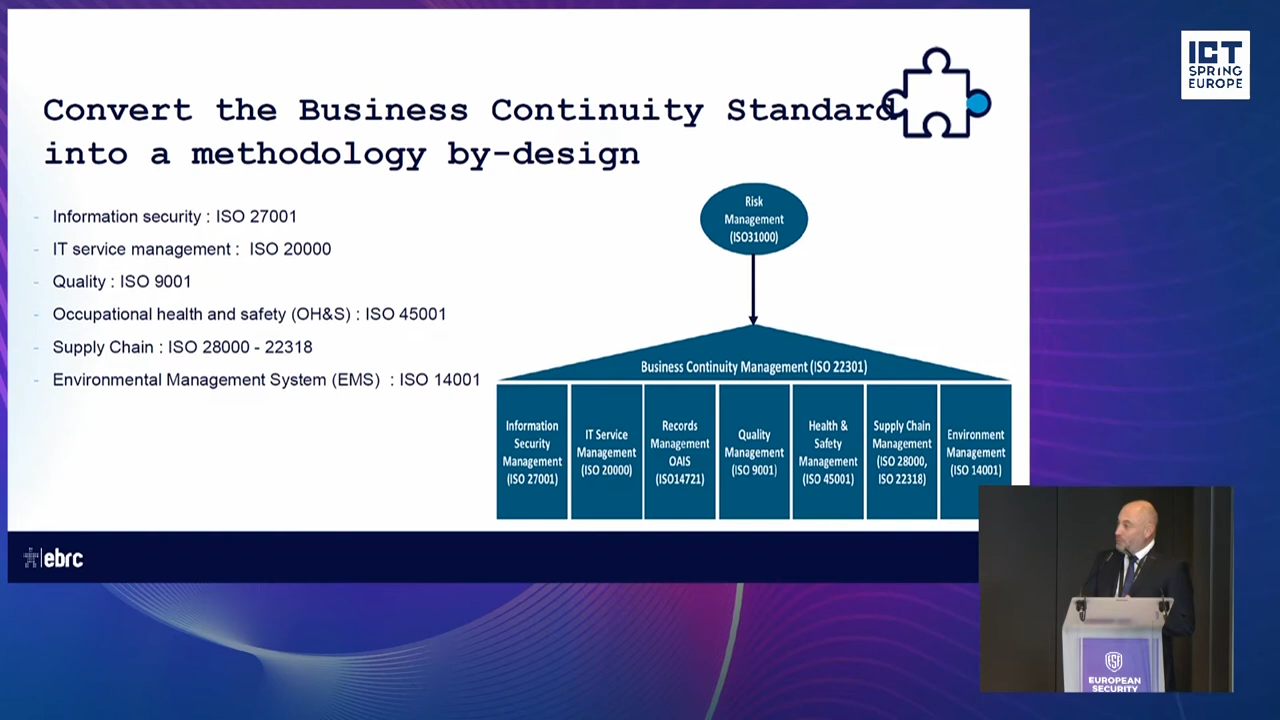 ICT
SPRING
EUROPE
Convert the Business Continuity Standard
into a methodology by-design
- Information security : ISO 27001
- IT service management : ISO 20000
- Quality : ISO 9001
- Occupational health and safety (OH&S) : ISO 45001
- Supply Chain : ISO 28000 - 22318
- Environmental Management System (EMS) : ISO 14001
Risk
Management
(ISO31000)
Business Continuity Management (ISO 22301)
Information
Security
Management
(ISO 27001)
IT Service
Management
(ISO 20000)
Records
Management
OAIS
(ISO14721)
Quality
Management
(ISO 9001)
Health &
Safety
Management
(ISO 45001)
Supply Chain
Management
(ISO 28000,
ISO 22318)
Environment
Management
(ISO 14001)
ebrc
ESF
EUROPEAN
SECURITY